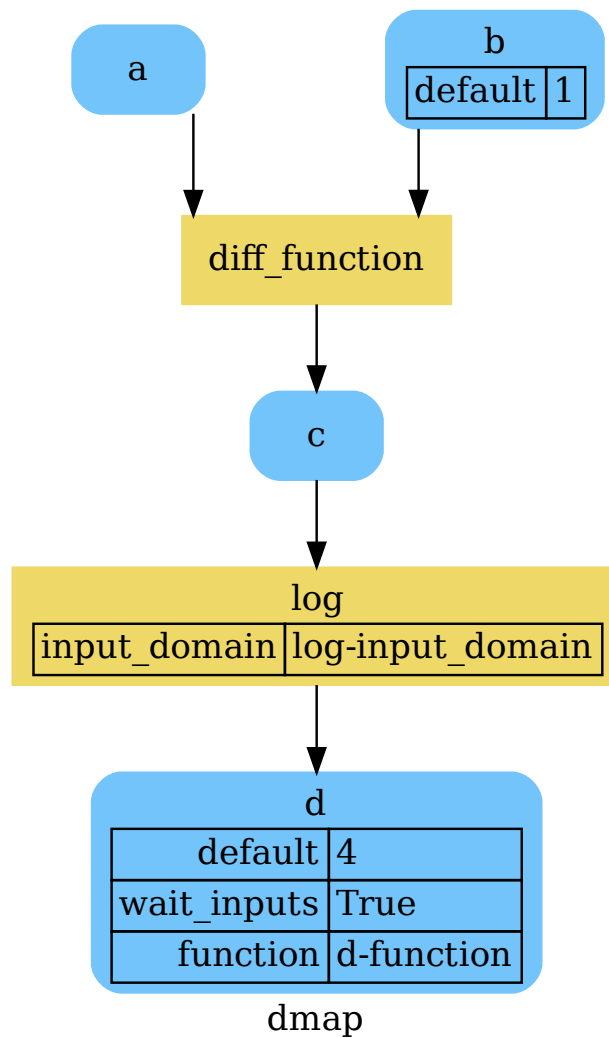 a
b
default 1
diff_function
c
log
input_domain log-input_domain
d
default 4
wait_inputs True
function d-function
dmap